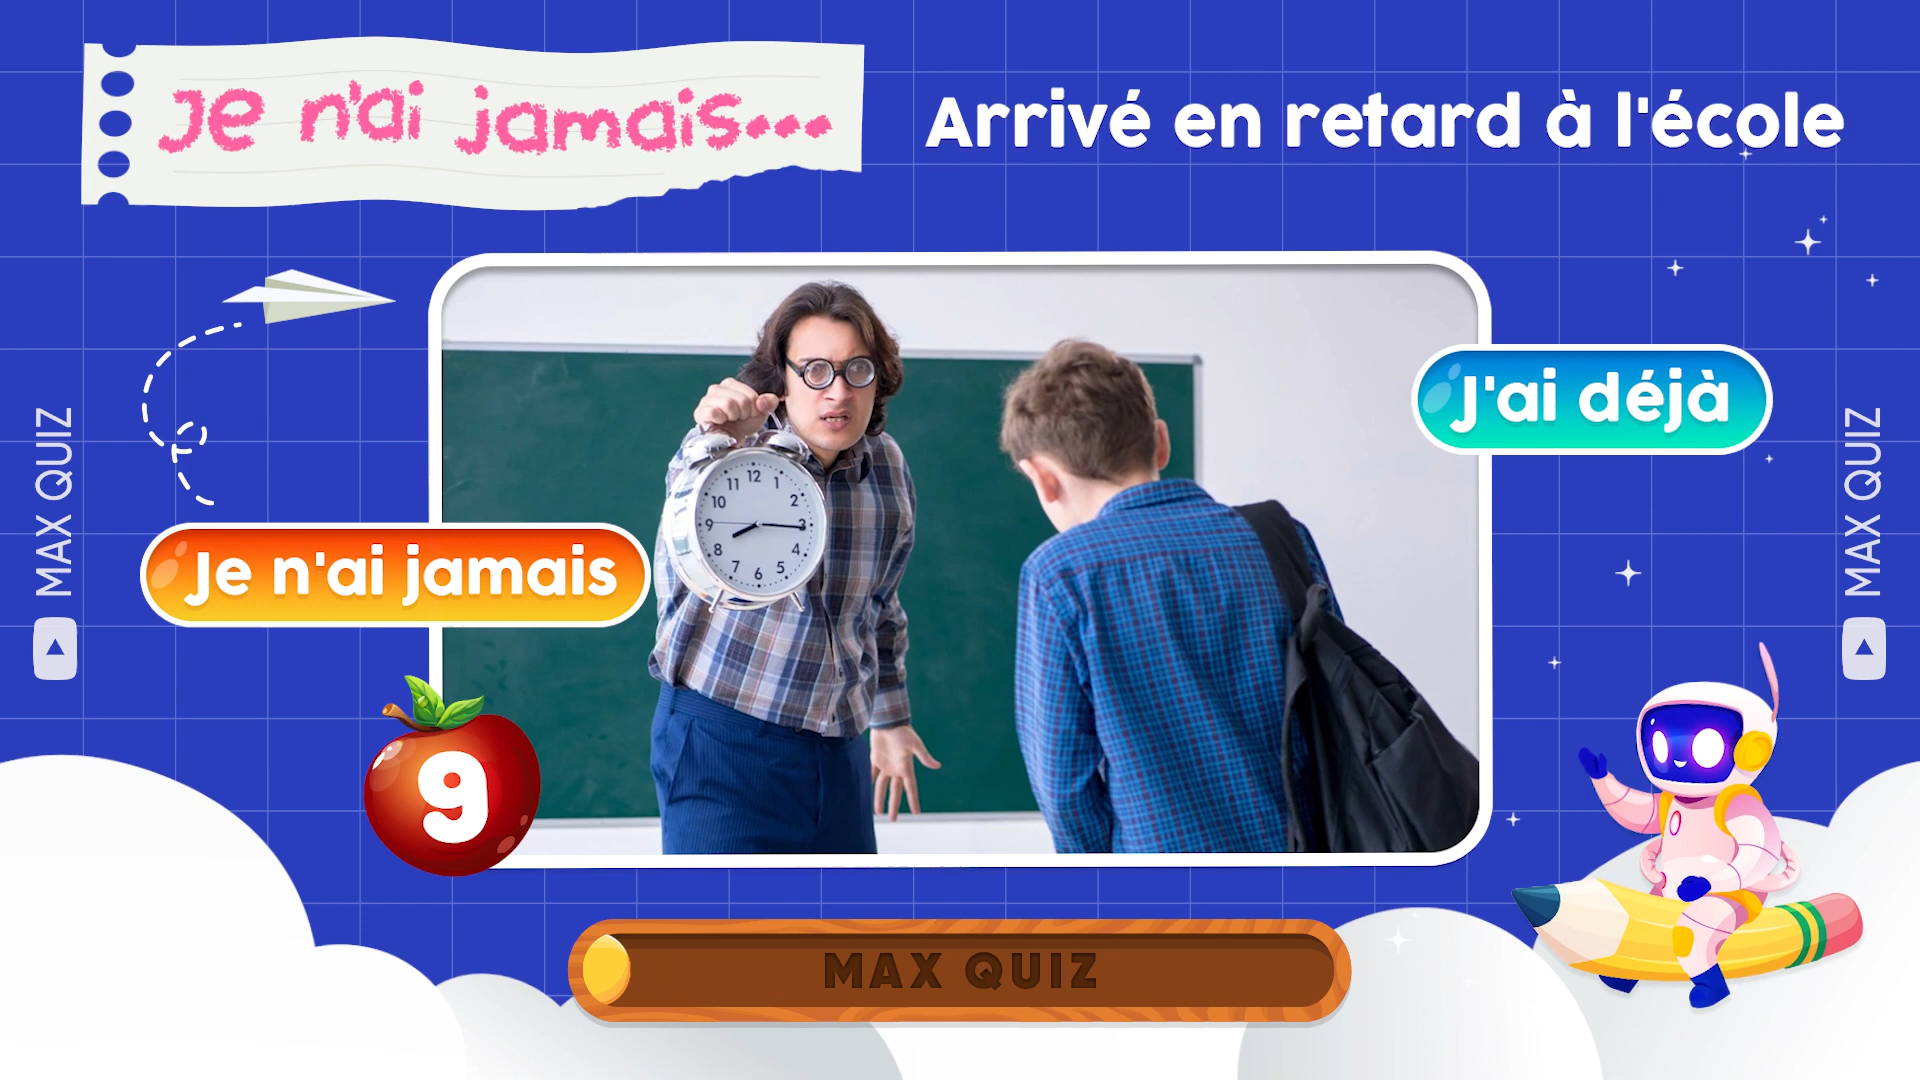 Je n'ai jamais...
Arrivé en retard à l'école
J'ai déjà
Je n'ai jamais
MAX QUIZ
MAX QUIZ
12
1
2
3
4
5
6
7
8
9
10
11
9
MAX QUIZ